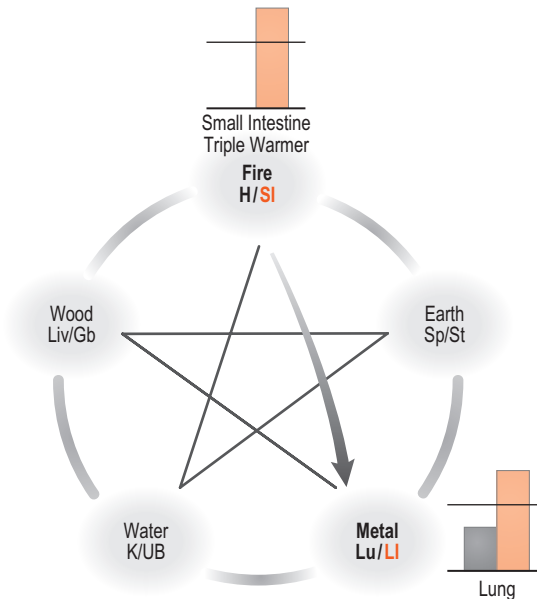 Small Intestine
Triple Warmer
Fire
H/SI
Wood
Liv/Gb
Earth
Sp/St
Water
K/UB
Metal
Lu/LI
Lung